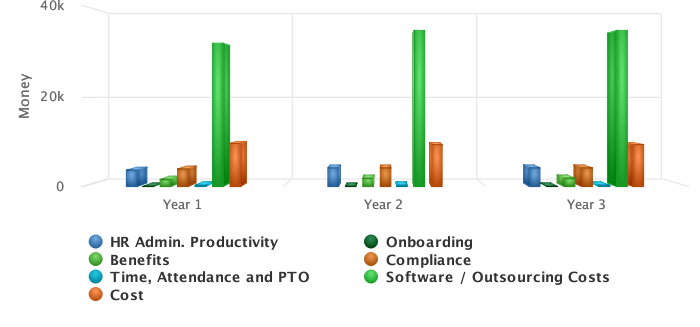 40k
Money
20k
0
Year 1
Year 2
Year 3
HR Admin. Productivity
Onboarding
Benefits
Compliance
Time, Attendance and PTO
Software / Outsourcing Costs
Cost